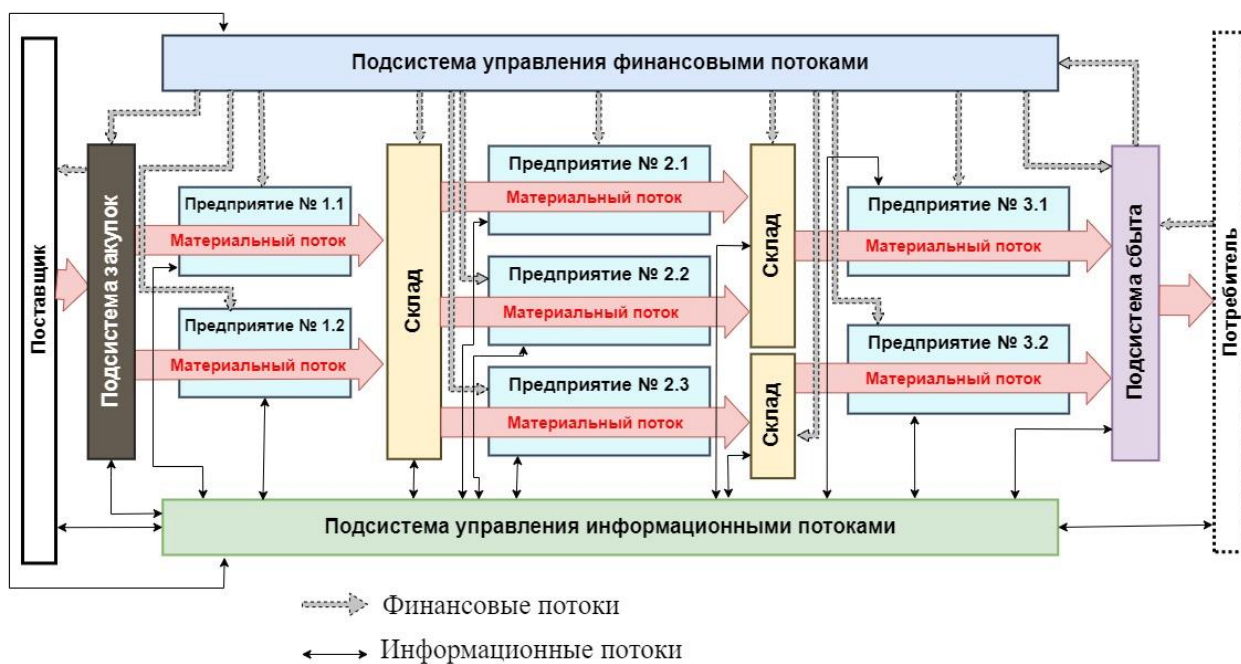 Подсистема управления финансовыми потоками
Поставщик
Подсистема закупок
Предприятие № 1.1
Материальный поток
Предприятие № 1.2
Материальный поток
Склад
Предприятие № 2.1
Материальный поток
Предприятие № 2.2
Материальный поток
Предприятие № 2.3
Материальный поток
Склад
Склад
Предприятие № 3.1
Материальный поток
Предприятие № 3.2
Материальный поток
Подсистема сбыта
Потребитель
Подсистема управления информационными потоками
Финансовые потоки
Информационные потоки